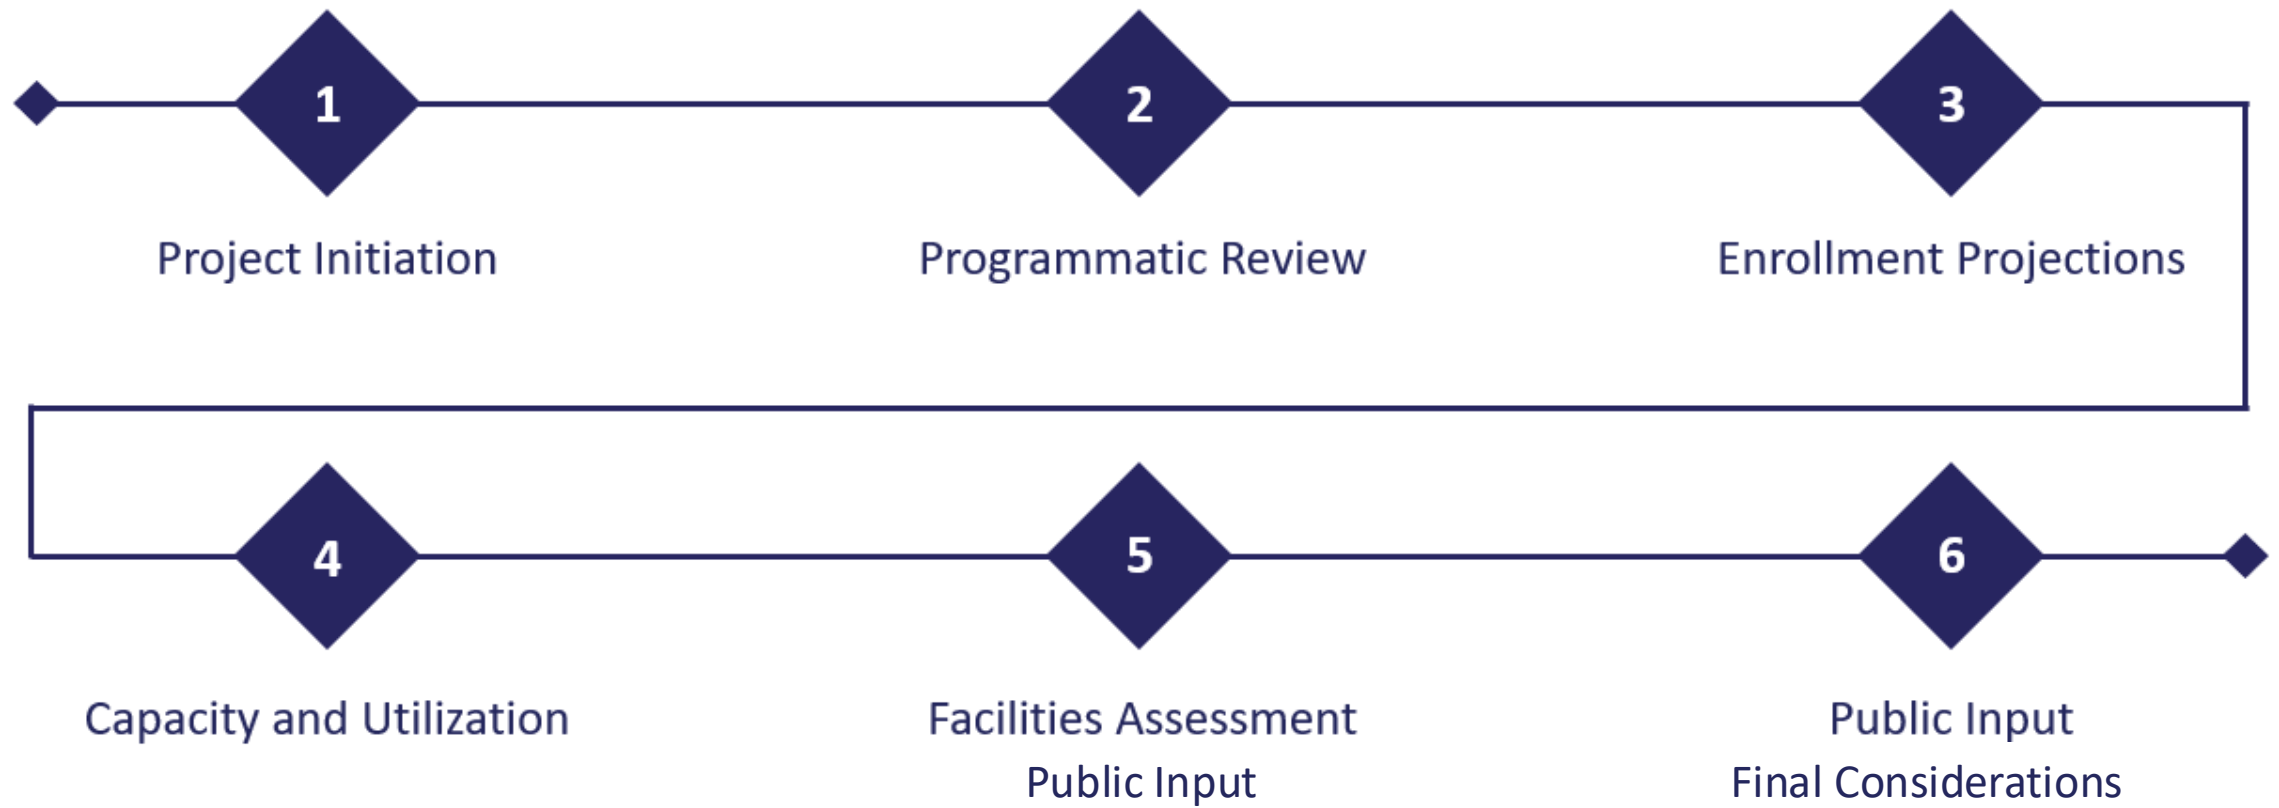 1
2
3
Project Initiation
Programmatic Review
Enrollment Projections
4
5
6
Capacity and Utilization
Facilities Assessment
Public Input
Public Input
Final Considerations